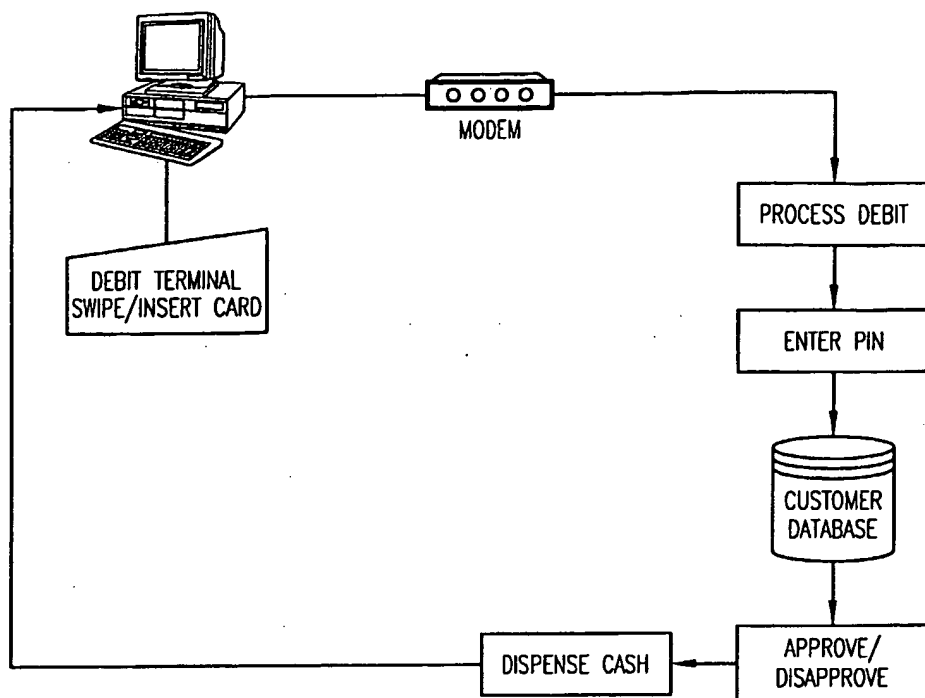 MODEM
PROCESS DEBIT
DEBIT TERMINAL
SWIPE/INSERT CARD
ENTER PIN
CUSTOMER
DATABASE
DISPENSE CASH
APPROVE/
DISAPPROVE